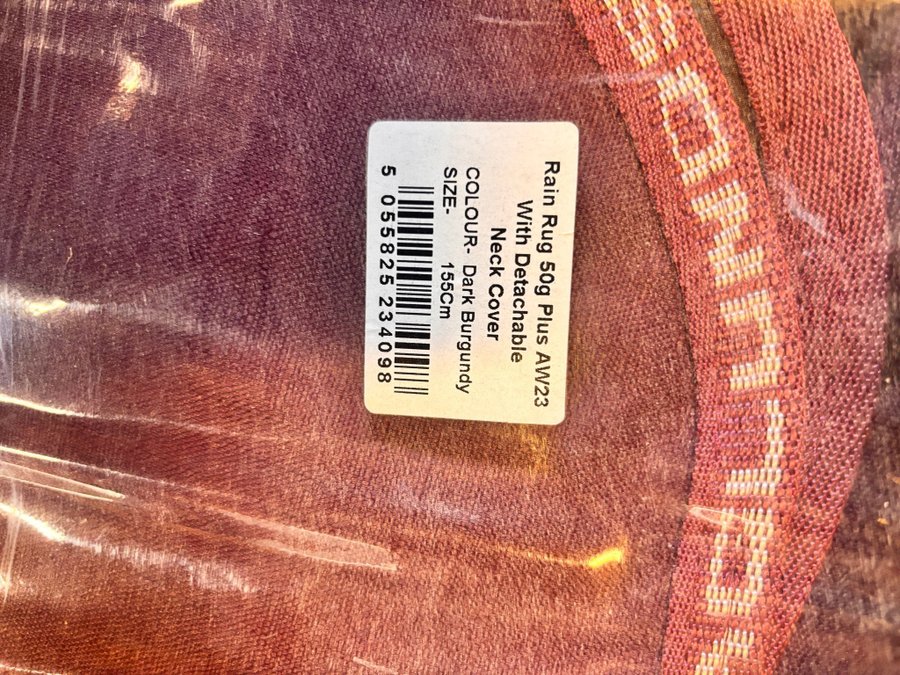 Rain Rug 50g Plus AW23
With Detachable
Neck Cover
COLOUR- Dark Burgundy
SIZE- 155Cm
5 055825 234098